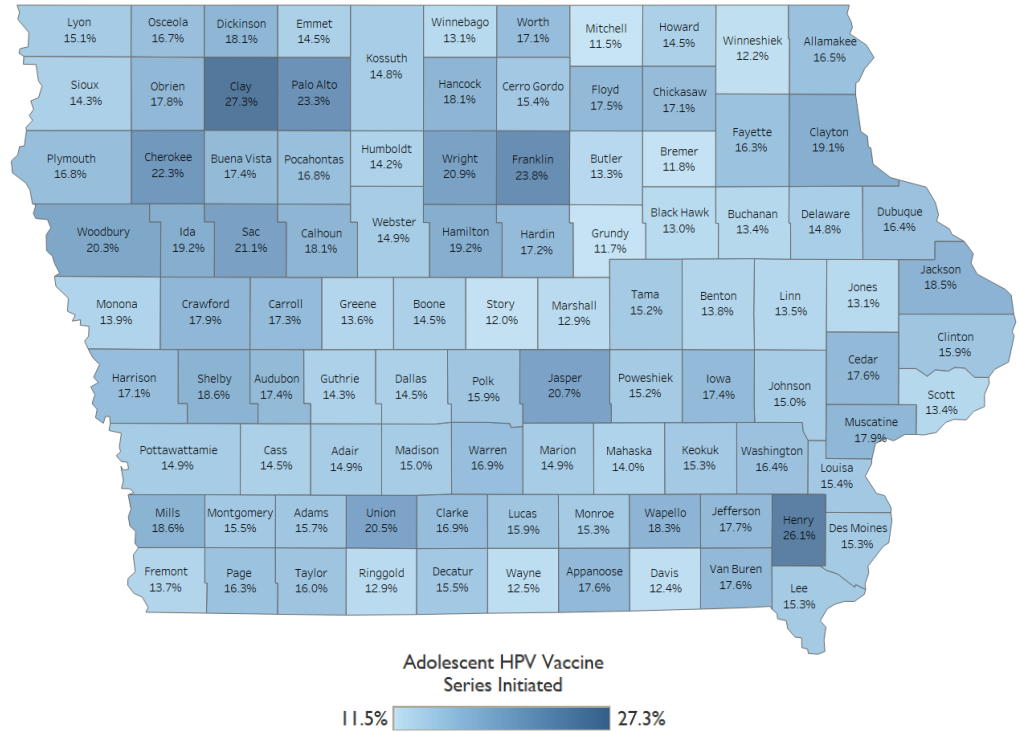 Lyon
15.1%
Osceola
16.7%
Dickinson
18.1%
Emmet
14.5%
Kossuth
14.8%
Winnebago
13.1%
Worth
17.1%
Mitchell
11.5%
Howard
14.5%
Winneshiek
12.2%
Allamakee
16.5%
Sioux
14.3%
Obrien
17.8%
Clay
27.3%
Palo Alto
23.3%
Hancock
18.1%
Cerro Gordo
15.4%
Floyd
17.5%
Chickasaw
17.1%
Fayette
16.3%
Clayton
19.1%
Plymouth
16.8%
Cherokee
22.3%
Buena Vista
17.4%
Pocahontas
16.8%
Humboldt
14.2%
Wright
20.9%
Franklin
23.8%
Butler
13.3%
Bremer
11.8%
Woodbury
20.3%
Ida
19.2%
Sac
21.1%
Calhoun
18.1%
Webster
14.9%
Hamilton
19.2%
Hardin
17.2%
Grundy
11.7%
Black Hawk
13.0%
Buchanan
13.4%
Delaware
14.8%
Dubuque
16.4%
Monona
13.9%
Crawford
17.9%
Carroll
17.3%
Greene
13.6%
Boone
14.5%
Story
12.0%
Marshall
12.9%
Tama
15.2%
Benton
13.8%
Linn
13.5%
Jones
13.1%
Jackson
18.5%
Clinton
15.9%
Harrison
17.1%
Shelby
18.6%
Audubon
17.4%
Guthrie
14.3%
Dallas
14.5%
Polk
15.9%
Jasper
20.7%
Poweshiek
15.2%
Iowa
17.4%
Johnson
15.0%
Cedar
17.6%
Scott
13.4%
Muscatine
17.9%
Pottawattamie
14.9%
Cass
14.5%
Adair
14.9%
Madison
15.0%
Warren
16.9%
Marion
14.9%
Mahaska
14.0%
Keokuk
15.3%
Washington
16.4%
Louisa
15.4%
Mills
18.6%
Montgomery
15.5%
Adams
15.7%
Union
20.5%
Clarke
16.9%
Lucas
15.9%
Monroe
15.3%
Wapello
18.3%
Jefferson
17.7%
Henry
26.1%
Des Moines
15.3%
Fremont
13.7%
Page
16.3%
Taylor
16.0%
Ringgold
12.9%
Decatur
15.5%
Wayne
12.5%
Appanoose
17.6%
Davis
12.4%
Van Buren
17.6%
Lee
15.3%
Adolescent HPV Vaccine
Series Initiated
11.5%
27.3%